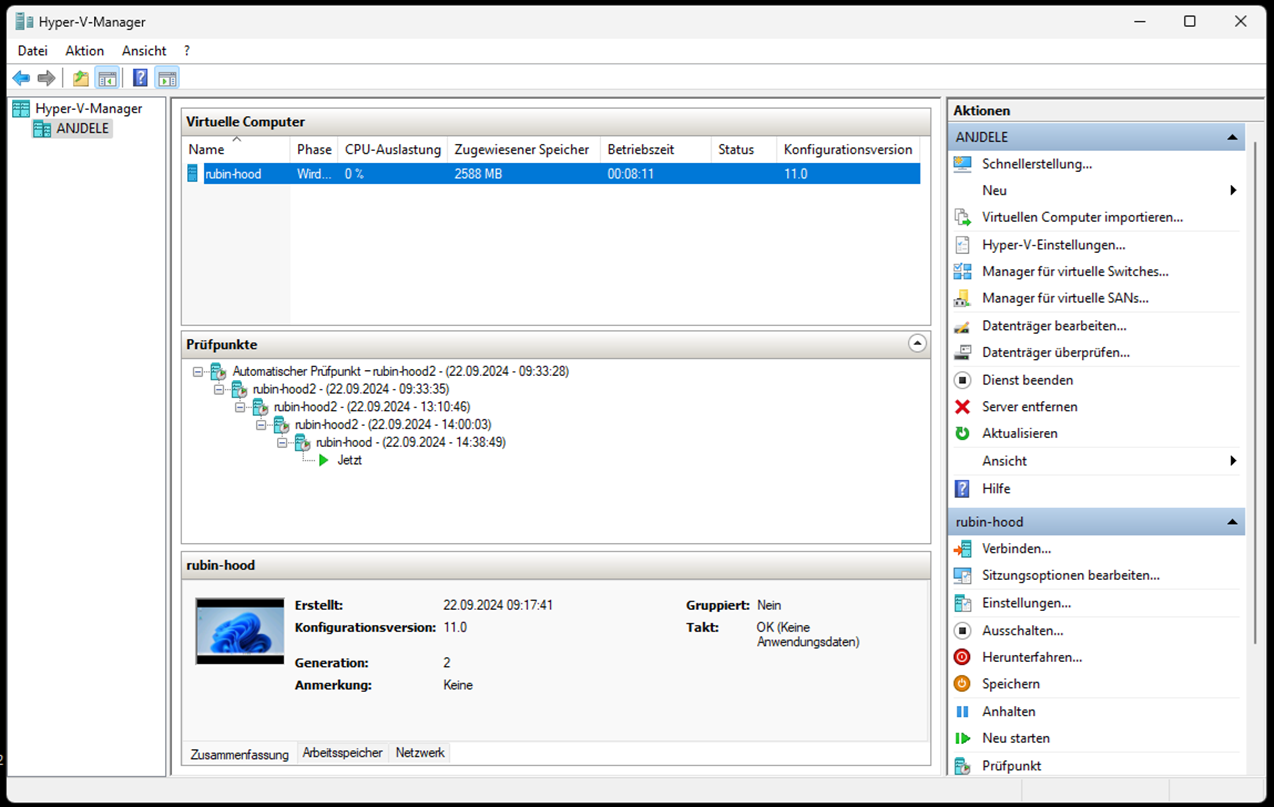 Hyper-V-Manager
Datei Aktion Ansicht ?
Hyper-V-Manager
ANJDELE
Virtuelle Computer
Name Phase CPU-Auslastung Zugewiesener Speicher Betriebszeit Status Konfigurationsversion
rubin-hood Wird... 0 % 2588 MB 00:08:11 11.0
Prüfpunkte
Automatischer Prüfpunkt – rubin-hood2 - (22.09.2024 - 09:33:28)
rubin-hood2 - (22.09.2024 - 09:33:35)
rubin-hood2 - (22.09.2024 - 13:10:46)
rubin-hood2 - (22.09.2024 - 14:00:03)
rubin-hood - (22.09.2024 - 14:38:49)
Jetzt
rubin-hood
Erstellt: 22.09.2024 09:17:41
Konfigurationsversion: 11.0
Generation: 2
Anmerkung: Keine
Gruppiert: Nein
Takt: OK (Keine
Anwendungsdaten)
Zusammenfassung Arbeitsspeicher Netzwerk
Aktionen
ANJDELE
Schnellerstellung...
Neu
Virtuellen Computer importieren...
Hyper-V-Einstellungen...
Manager für virtuelle Switches...
Manager für virtuelle SANs...
Datenträger bearbeiten...
Datenträger überprüfen...
Dienst beenden
Server entfernen
Aktualisieren
Ansicht
Hilfe
rubin-hood
Verbinden...
Sitzungsoptionen bearbeiten...
Einstellungen...
Ausschalten...
Herunterfahren...
Speichern
Anhalten
Neu starten
Prüfpunkt